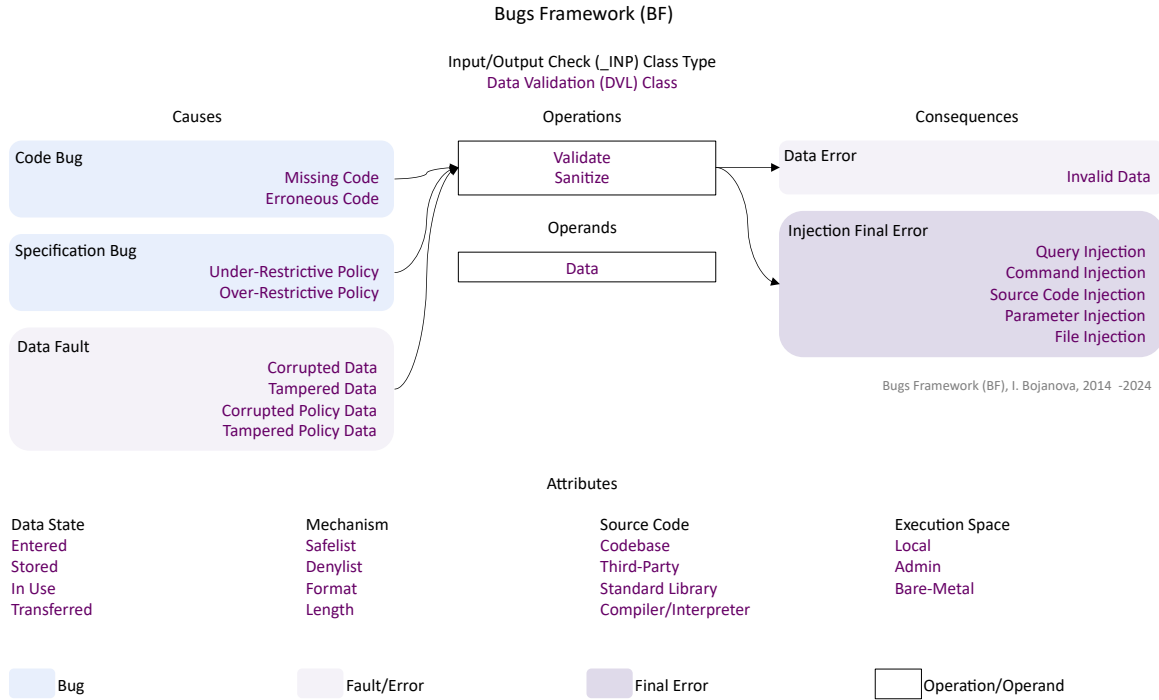 Bugs Framework (BF)
Input/Output Check (_INP) Class Type
Data Validation (DVL) Class
Causes
Operations
Consequences
Code Bug
Missing Code
Erroneous Code
Specification Bug
Under-Restrictive Policy
Over-Restrictive Policy
Data Fault
Corrupted Data
Tampered Data
Corrupted Policy Data
Tampered Policy Data
Validate
Sanitize
Operands
Data
Data Error
Invalid Data
Injection Final Error
Query Injection
Command Injection
Source Code Injection
Parameter Injection
File Injection
Bugs Framework (BF), I. Bojanova, 2014 -2024
Attributes
Data State
Entered
Stored
In Use
Transferred
Mechanism
Safelist
Denylist
Format
Length
Source Code
Codebase
Third-Party
Standard Library
Compiler/Interpreter
Execution Space
Local
Admin
Bare-Metal
Bug
Fault/Error
Final Error
Operation/Operand